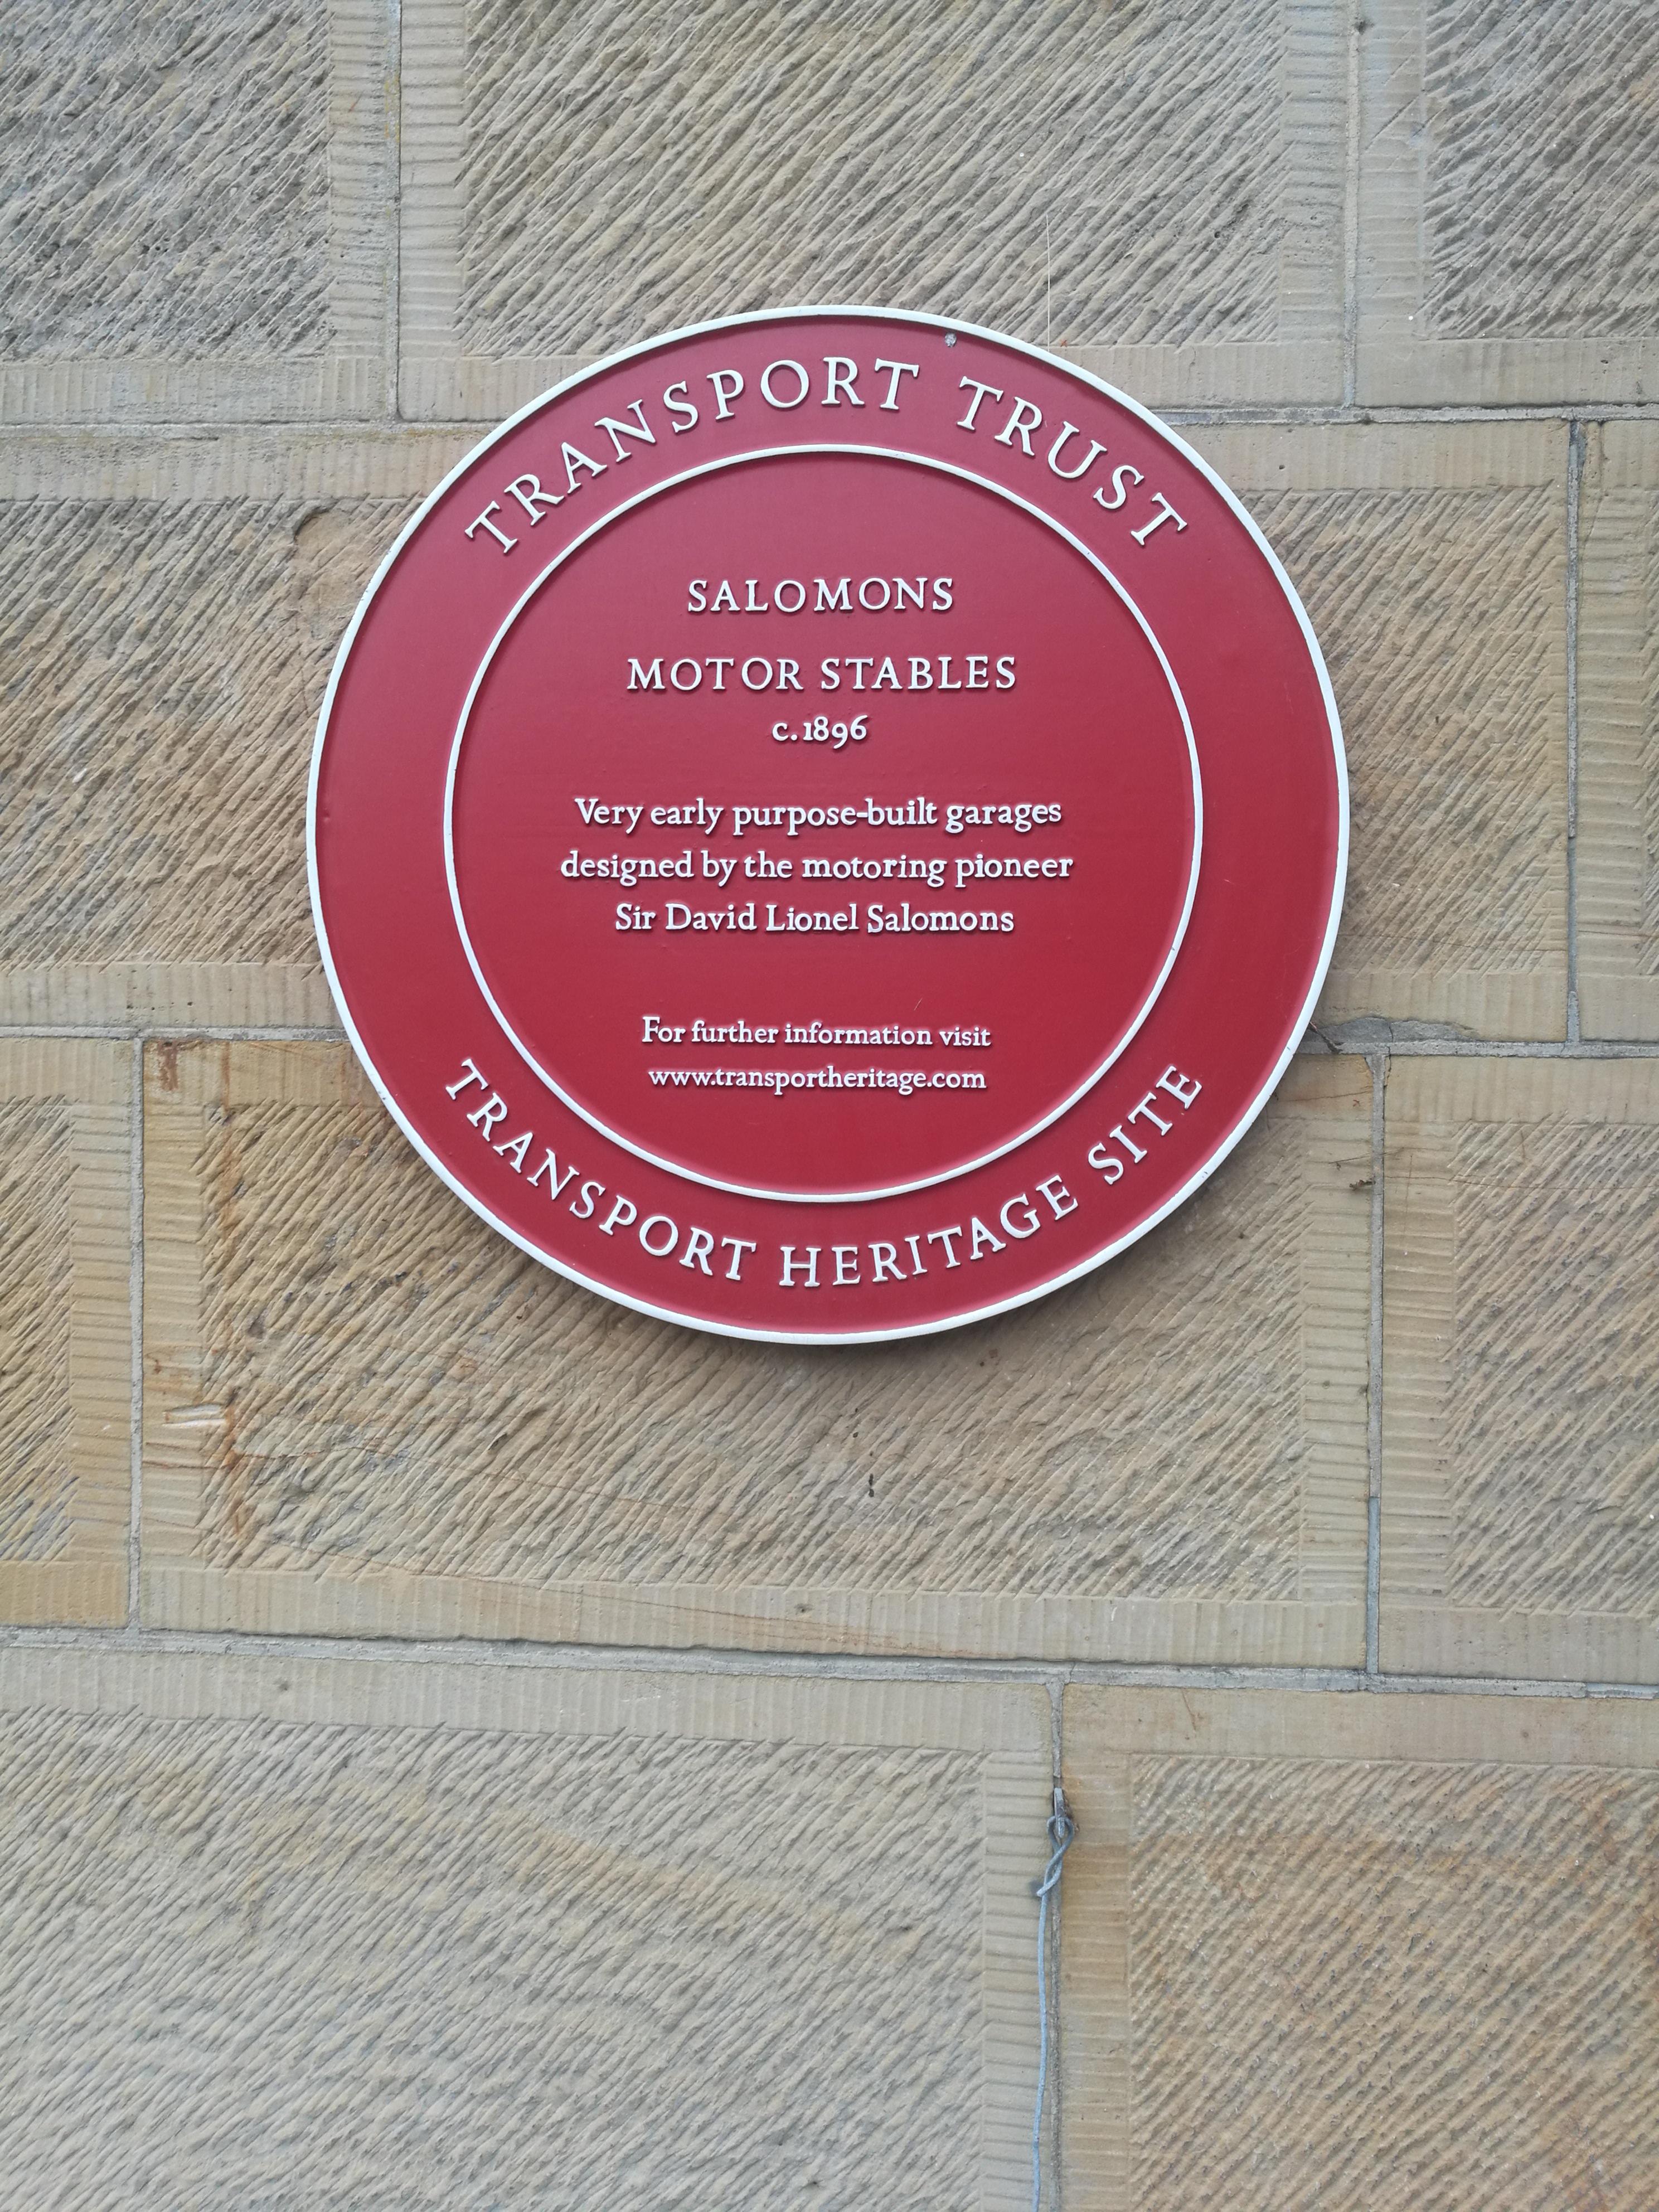 TRANSPORT TRUST
SALOMONS
MOTOR STABLES
c.1896
Very early purpose-built garages
designed by the motoring pioneer
Sir David Lionel Salomons
For further information visit
www.transportheritage.com
TRANSPORT HERITAGE SITE